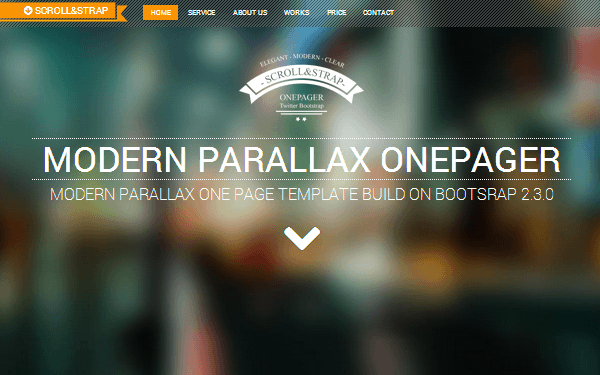 SCROLL&STRAP
HOME SERVICE ABOUT US WORKS PRICE CONTACT
ELEGANT - MODERN - CLEAR
- SCROLL&STRAP -
ONEPAGER
Twitter Bootstrap
MODERN PARALLAX ONEPAGER
MODERN PARALLAX ONE PAGE TEMPLATE BUILD ON BOOTSRAP 2.3.0